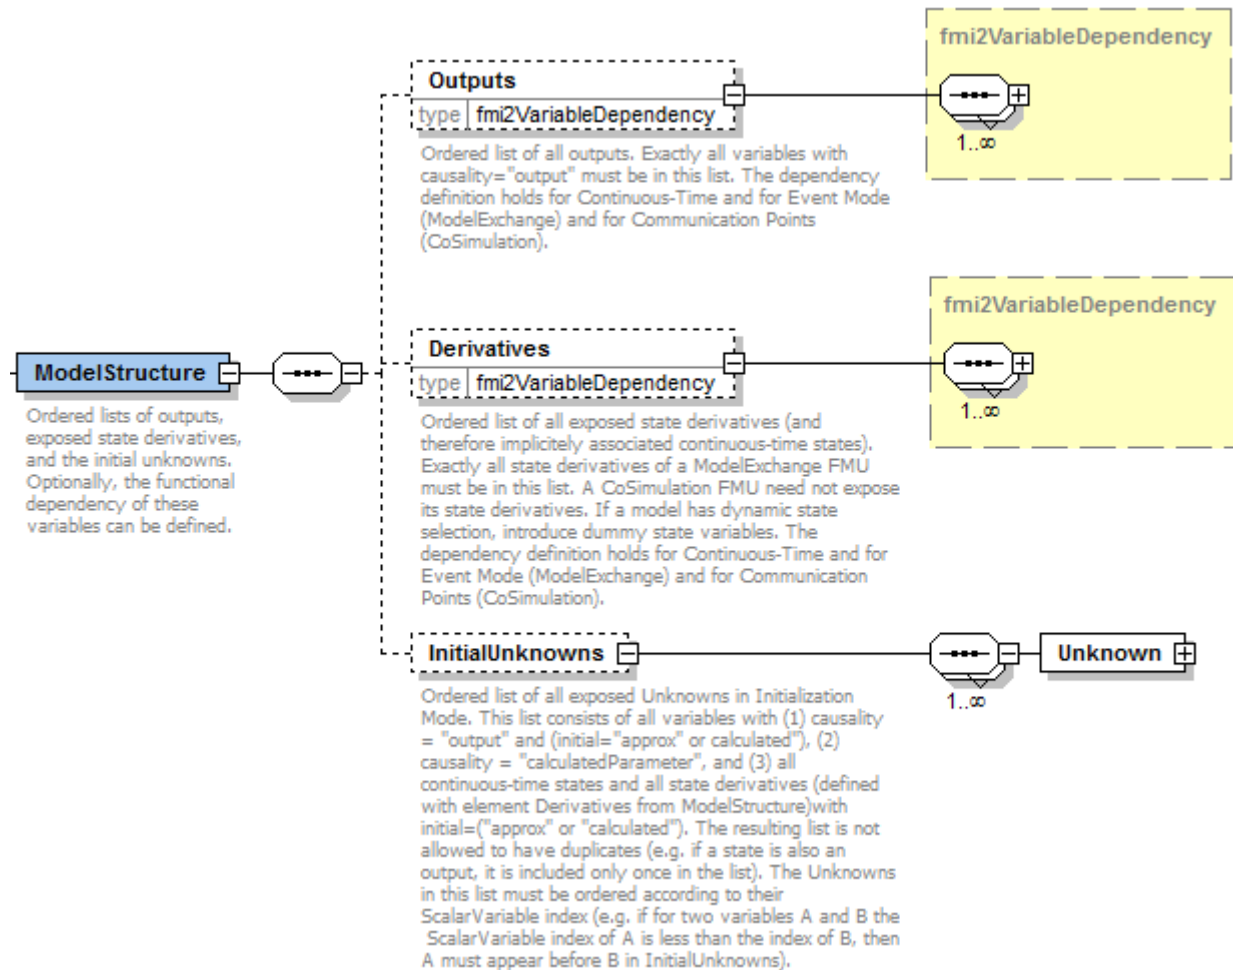 fmi2VariableDependency
Outputs
type fmi2VariableDependency
1..∞
Ordered list of all outputs. Exactly all variables with
causality="output" must be in this list. The dependency
definition holds for Continuous-Time and for Event Mode
(ModelExchange) and for Communication Points
(CoSimulation).
fmi2VariableDependency
Derivatives
type fmi2VariableDependency
1..∞
ModelStructure
Ordered lists of outputs,
exposed state derivatives,
and the initial unknowns.
Optionally, the functional
dependency of these
variables can be defined.
Ordered list of all exposed state derivatives (and
therefore implicitely associated continuous-time states).
Exactly all state derivatives of a ModelExchange FMU
must be in this list. A CoSimulation FMU need not expose
its state derivatives. If a model has dynamic state
selection, introduce dummy state variables. The
dependency definition holds for Continuous-Time and for
Event Mode (ModelExchange) and for Communication
Points (CoSimulation).
InitialUnknowns
Unknown
1..∞
Ordered list of all exposed Unknowns in Initialization
Mode. This list consists of all variables with (1) causality
= "output" and (initial="approx" or calculated"), (2)
causality = "calculatedParameter", and (3) all
continuous-time states and all state derivatives (defined
with element Derivatives from ModelStructure)with
initial=("approx" or "calculated"). The resulting list is not
allowed to have duplicates (e.g. if a state is also an
output, it is included only once in the list). The Unknowns
in this list must be ordered according to their
ScalarVariable index (e.g. if for two variables A and B the
ScalarVariable index of A is less than the index of B, then
A must appear before B in InitialUnknowns).